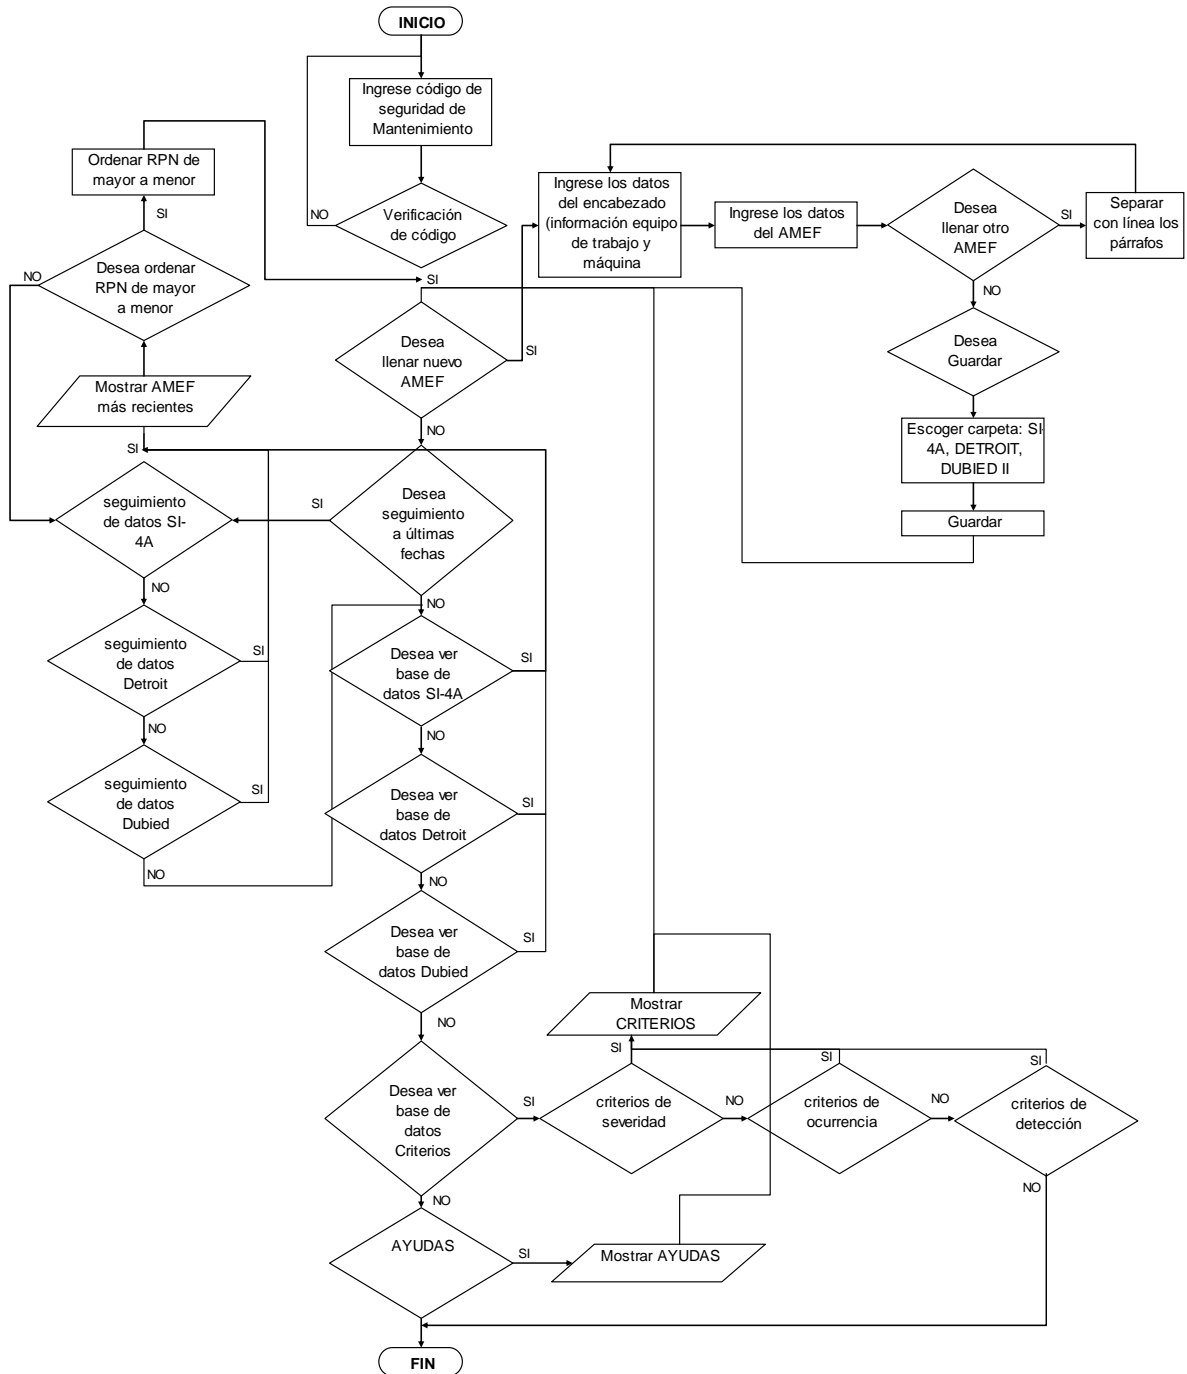 INICIO
Ingrese código de
seguridad de
Mantenimiento
NO
Verificación
de código
SI
Ordenar RPN de
mayor a menor
SI
NO
Desea ordenar
RPN de mayor
a menor
Mostrar AMEF
más recientes
SI
Ingrese los datos
del encabezado
(información equipo
de trabajo y
máquina
Ingrese los datos
del AMEF
Desea
llenar otro
AMEF
SI
Separar
con línea los
párrafos
NO
Desea
Guardar
Escoger carpeta: SI-
4A, DETROIT,
DUBIED II
Guardar
Desea
llenar nuevo
AMEF
SI
NO
Desea
seguimiento
a últimas
fechas
SI
NO
seguimiento
de datos SI-
4A
NO
seguimiento
de datos
Detroit
SI
NO
seguimiento
de datos
Dubied
SI
NO
Desea ver
base de
datos SI-4A
SI
NO
Desea ver
base de
datos Detroit
SI
NO
Desea ver
base de
datos Dubied
SI
NO
Desea ver
base de
datos
Criterios
SI
NO
Mostrar
CRITERIOS
SI
criterios de
severidad
NO
SI
criterios de
ocurrencia
NO
SI
criterios de
detección
NO
AYUDAS
SI
Mostrar AYUDAS
FIN